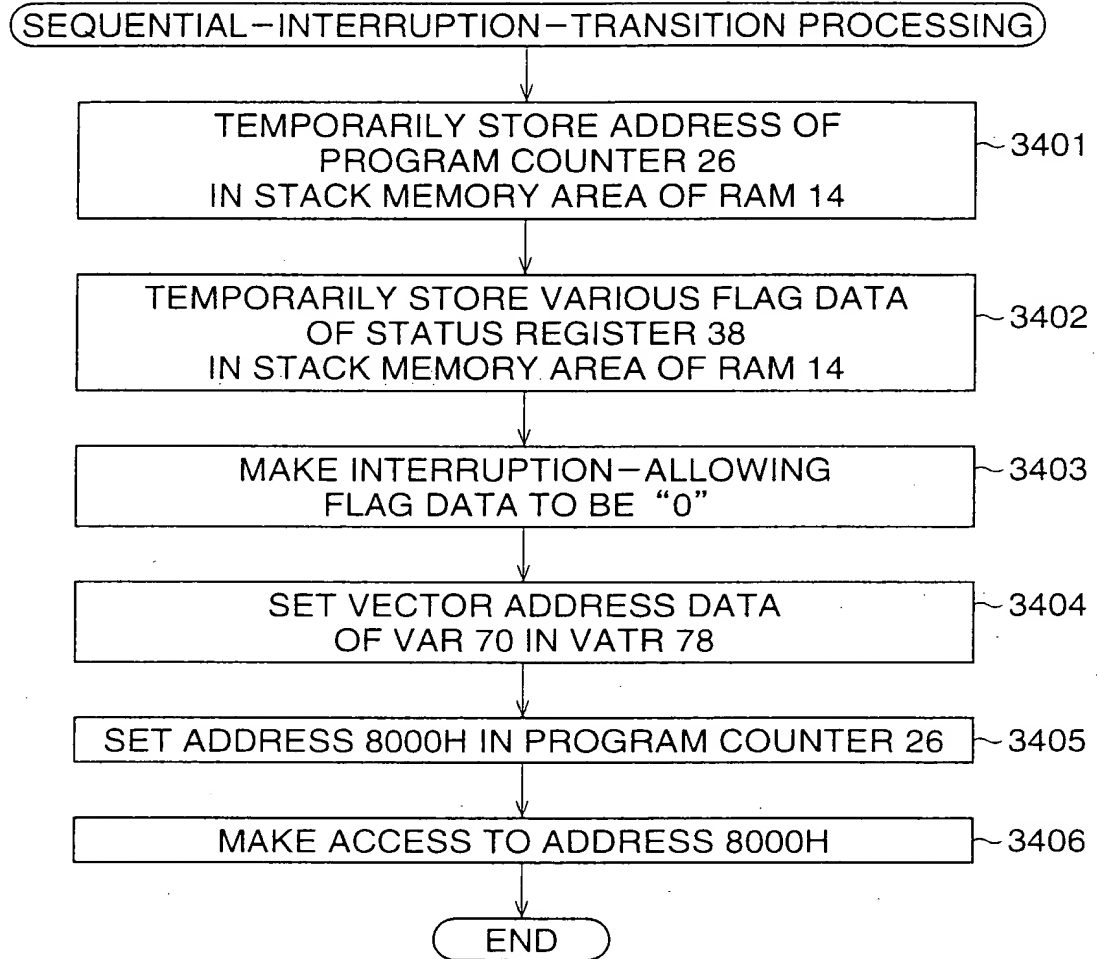 SEQUENTIAL-INTERRUPTION-TRANSITION PROCESSING
TEMPORARILY STORE ADDRESS OF
PROGRAM COUNTER 26
IN STACK MEMORY AREA OF RAM 14
3401
TEMPORARILY STORE VARIOUS FLAG DATA
OF STATUS REGISTER 38
IN STACK MEMORY AREA OF RAM 14
3402
MAKE INTERRUPTION-ALLOWING
FLAG DATA TO BE “0”
3403
SET VECTOR ADDRESS DATA
OF VAR 70 IN VATR 78
3404
SET ADDRESS 8000H IN PROGRAM COUNTER 26
3405
MAKE ACCESS TO ADDRESS 8000H
3406
END